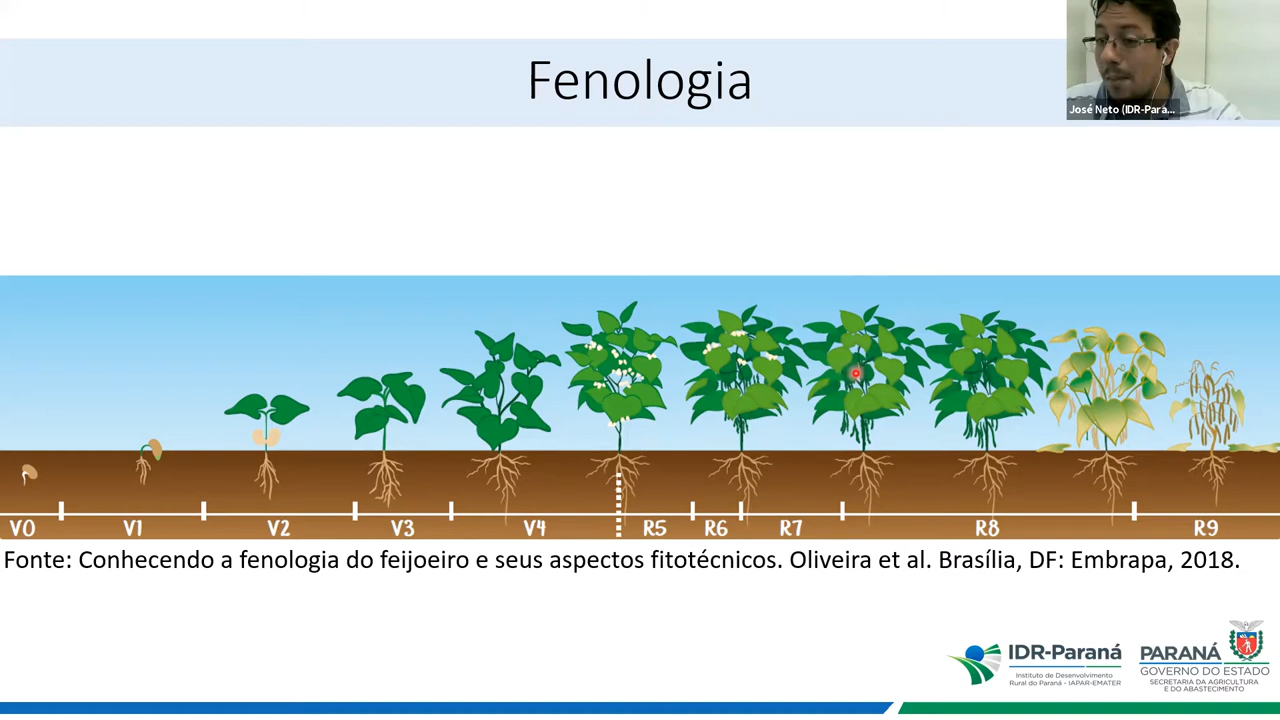 Fenologia
José Neto (IDR-Para...
V0 V1 V2 V3 V4 R5 R6 R7 R8 R9
Fonte: Conhecendo a fenologia do feijoeiro e seus aspectos fitotécnicos. Oliveira et al. Brasília, DF: Embrapa, 2018.
IDR-Paraná
Instituto de Desenvolvimento
Rural do Paraná - IAPAR-EMATER
PARANÁ
GOVERNO DO ESTADO
SECRETARIA DA AGRICULTURA
E DO ABASTECIMENTO